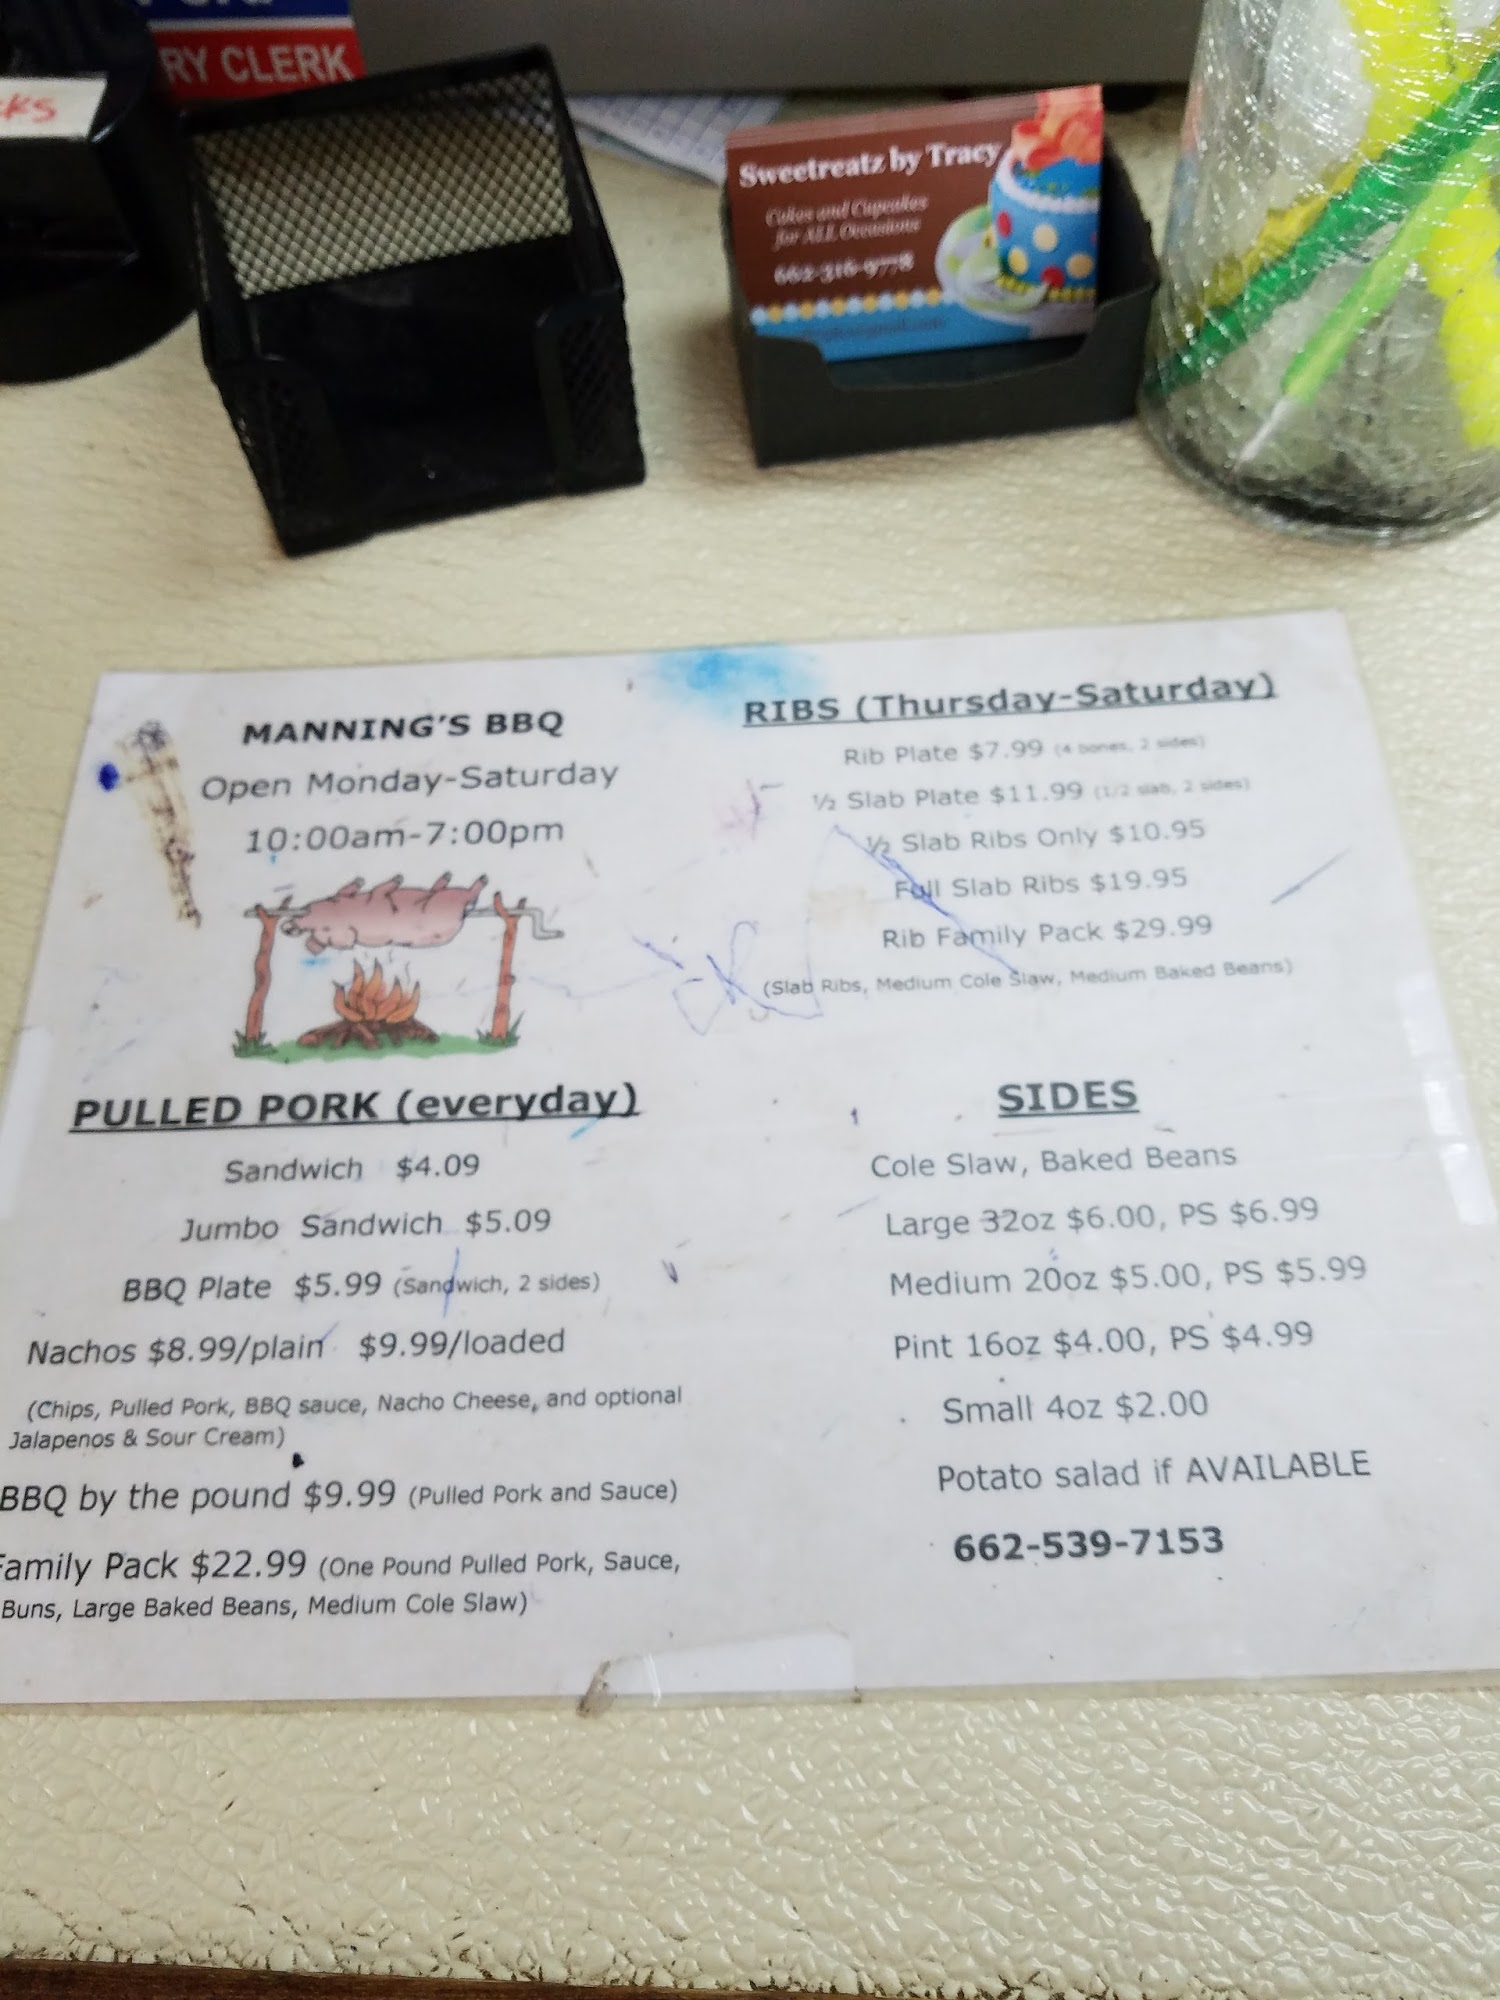 RY CLERK
Sweetreatz by Tracy
Cakes and Cupcakes
for ALL Occasions
662-316-9778
MANNING'S BBQ
Open Monday-Saturday
10:00am-7:00pm
PULLED PORK (everyday)
Sandwich $4.09
Jumbo Sandwich $5.09
BBQ Plate $5.99 (Sandwich, 2 sides)
Nachos $8.99/plain $9.99/loaded
(Chips, Pulled Pork, BBQ sauce, Nacho Cheese, and optional
Jalapenos & Sour Cream)
BBQ by the pound $9.99 (Pulled Pork and Sauce)
Family Pack $22.99 (One Pound Pulled Pork, Sauce,
Buns, Large Baked Beans, Medium Cole Slaw)
RIBS (Thursday-Saturday)
Rib Plate $7.99 (4 bones, 2 sides)
½ Slab Plate $11.99 (1/2 slab, 2 sides)
½ Slab Ribs Only $10.95
Full Slab Ribs $19.95
Rib Family Pack $29.99
(Slab Ribs, Medium Cole Slaw, Medium Baked Beans)
SIDES
Cole Slaw, Baked Beans
Large 32oz $6.00, PS $6.99
Medium 20oz $5.00, PS $5.99
Pint 16oz $4.00, PS $4.99
Small 4oz $2.00
Potato salad if AVAILABLE
662-539-7153